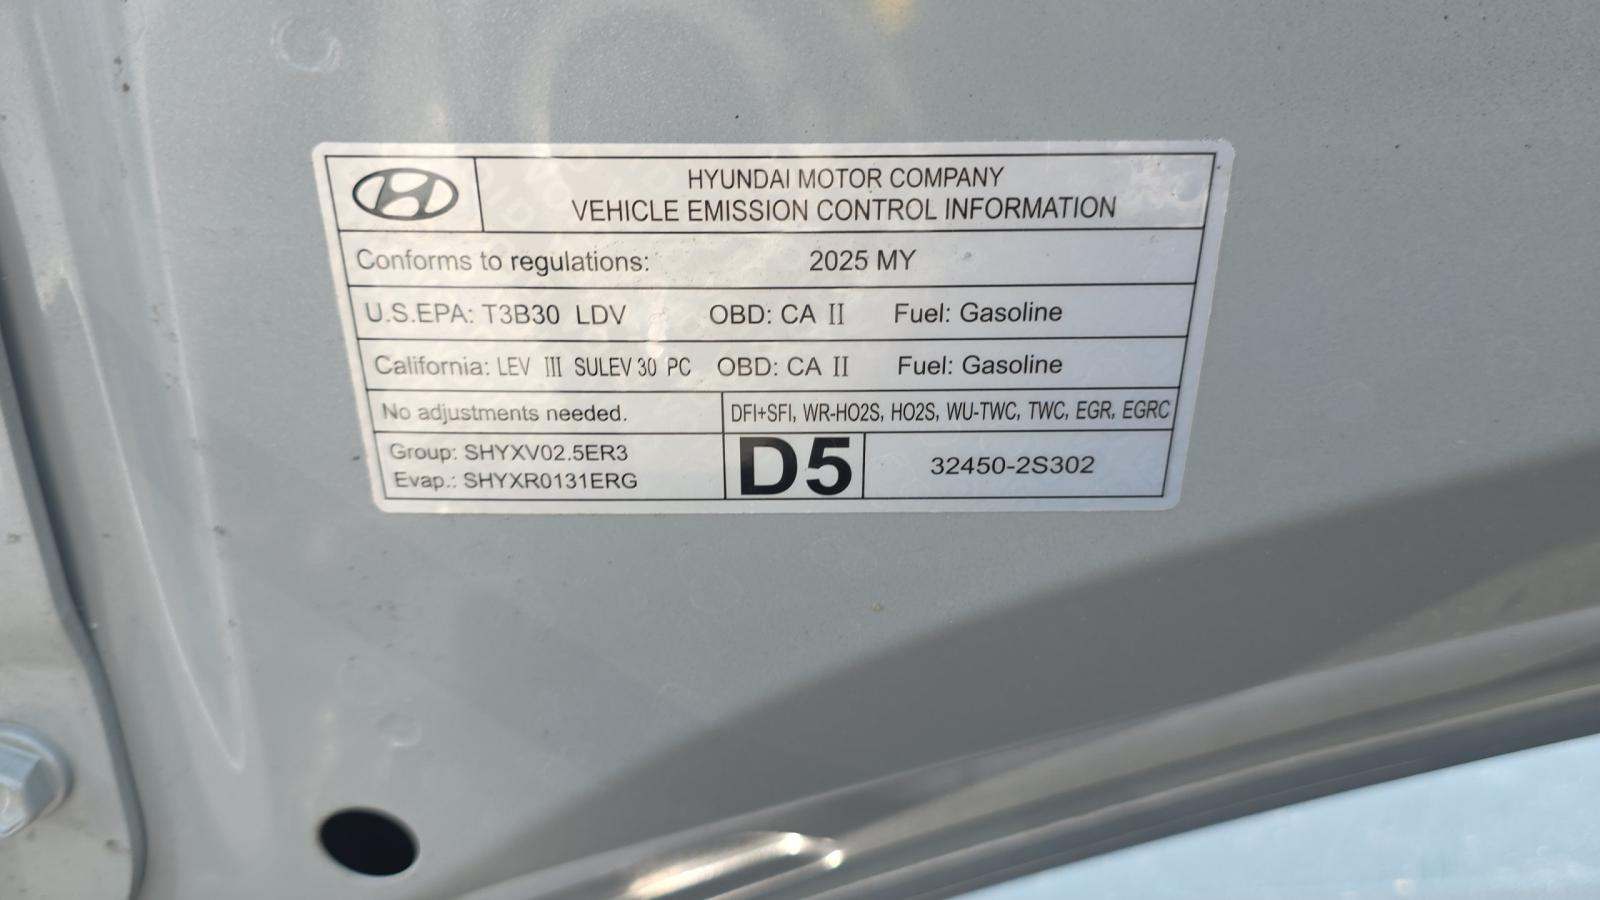 HYUNDAI MOTOR COMPANY
VEHICLE EMISSION CONTROL INFORMATION
Conforms to regulations: 2025 MY
U.S.EPA: T3B30 LDV OBD: CA II Fuel: Gasoline
California: LEV III SULEV 30 PC OBD: CA II Fuel: Gasoline
No adjustments needed. DFI+SFI, WR-HO2S, HO2S, WU-TWC, TWC, EGR, EGRC
Group: SHYXV02.5ER3
Evap.: SHYXR0131ERG
D5
32450-2S302